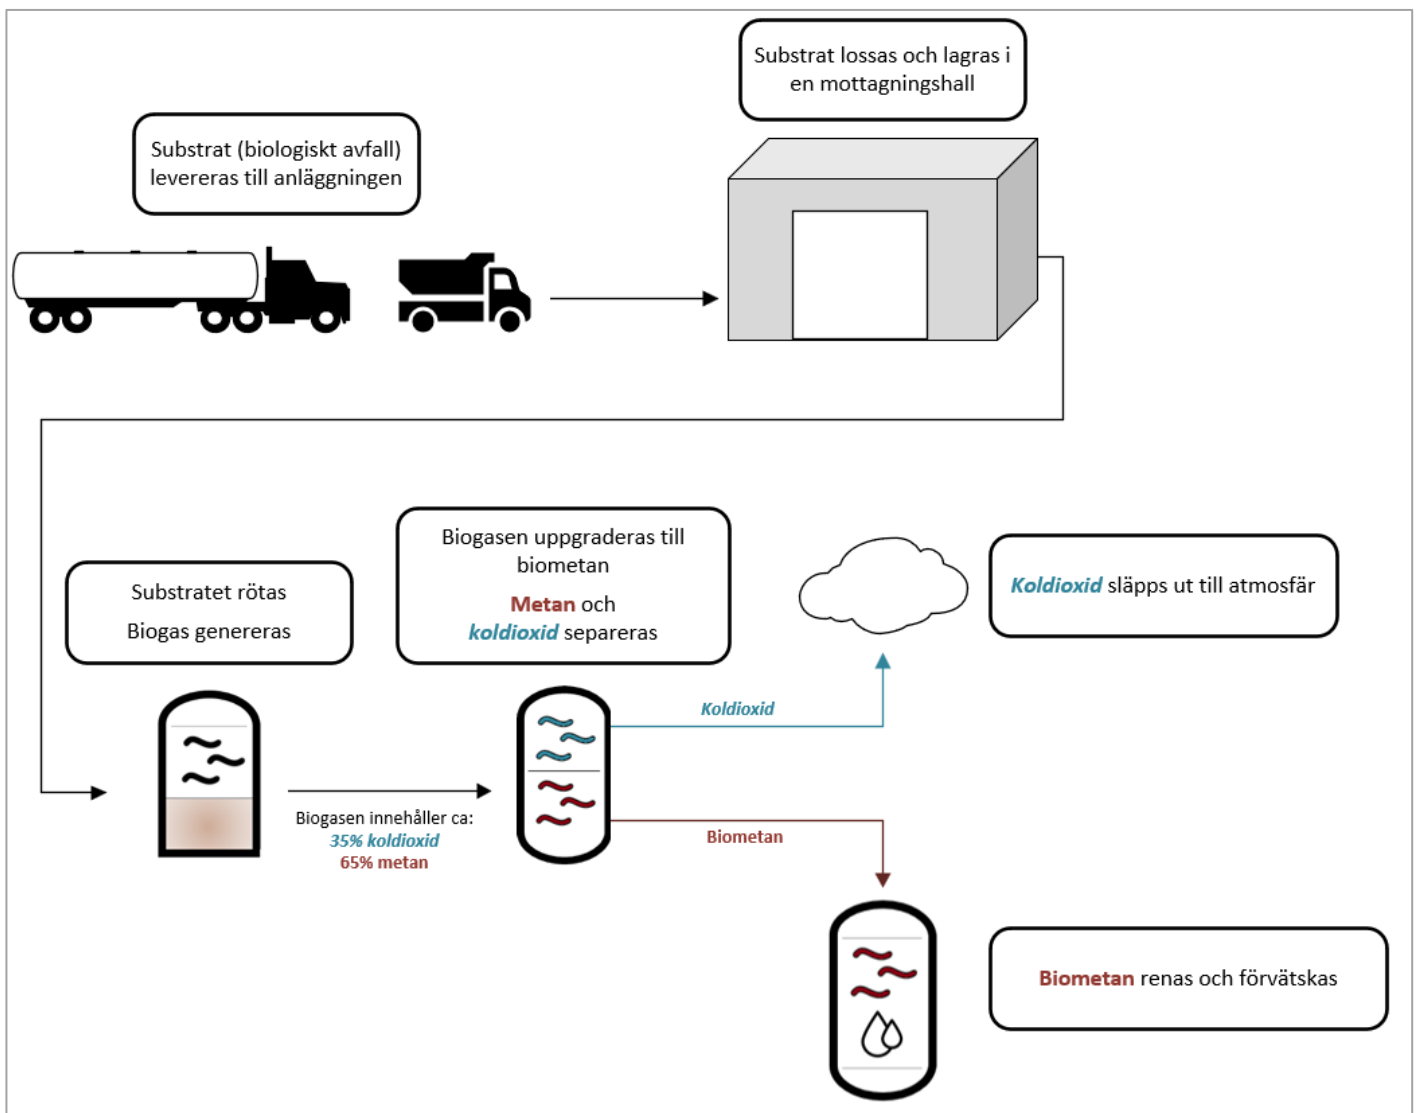 Substrat lossas och lagras i
en mottagningshall
Substrat (biologiskt avfall)
levereras till anläggningen
Biogasen uppgraderas till
biometan
Metan och
koldioxid separeras
Substratet rötas
Biogas genereras
Koldioxid släpps ut till atmosfär
Koldioxid
Biogasen innehåller ca:
35% koldioxid
65% metan
Biometan
Biometan renas och förvätskas